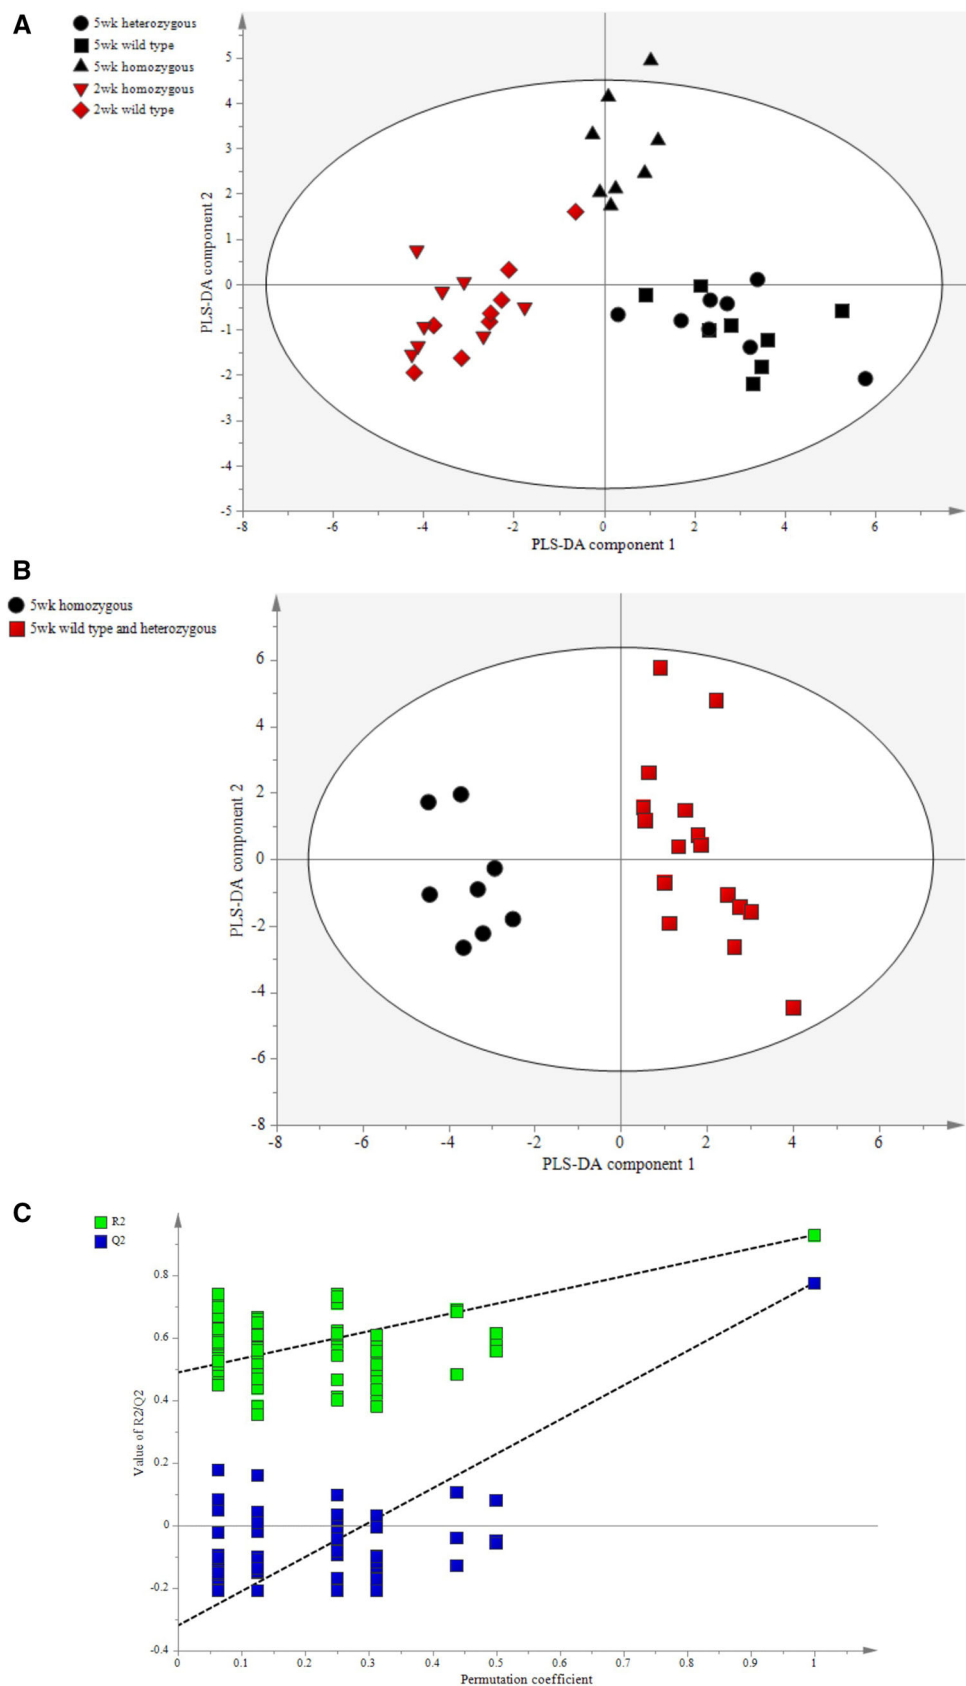 A
5wk heterozygous
5wk wild type
5wk homozygous
2wk homozygous
2wk wild type
PLS-DA component 2
5
4
3
2
1
0
-1
-2
-3
-4
-5
-8
-6
-4
-2
0
2
4
6
PLS-DA component 1
B
5wk homozygous
5wk wild type and heterozygous
PLS-DA component 2
6
4
2
0
-2
-4
-6
-8
-8
-6
-4
-2
0
2
4
6
PLS-DA component 1
C
R2
Q2
Value of R2/Q2
0.8
0.6
0.4
0.2
0
-0.2
-0.4
0
0.1
0.2
0.3
0.4
0.5
0.6
0.7
0.8
0.9
1
Permutation coefficient